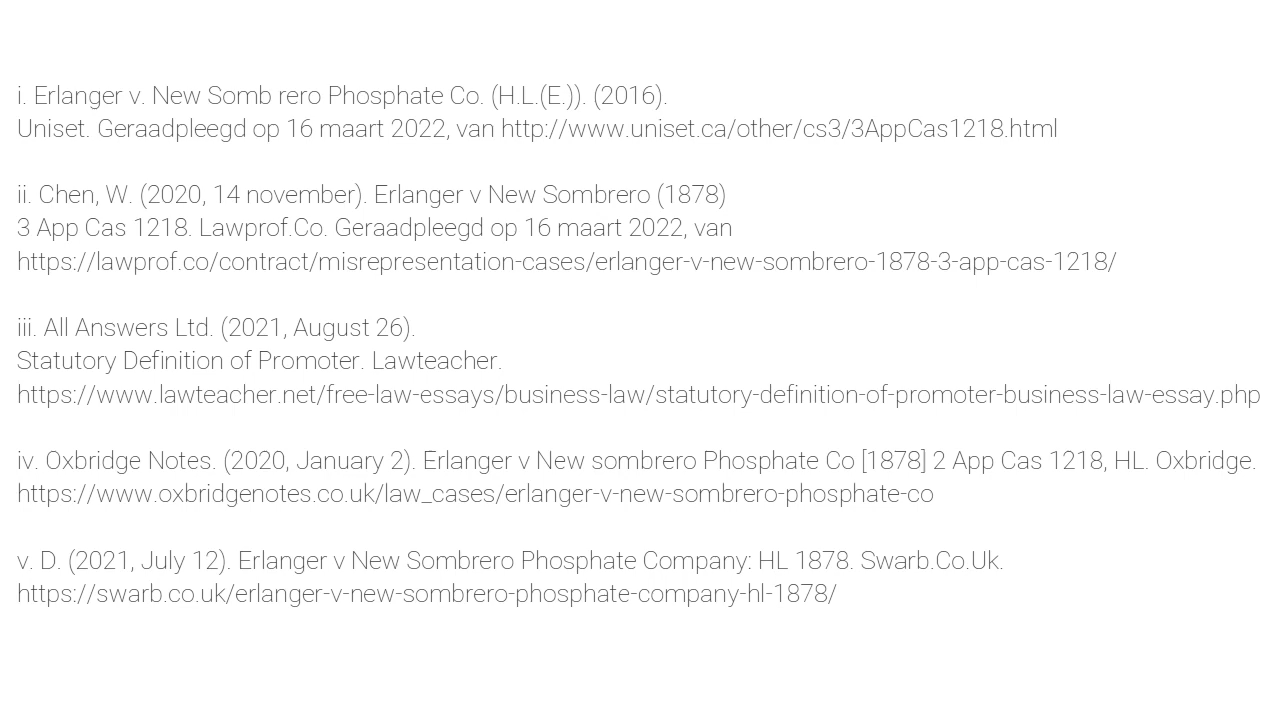 i. Erlanger v. New Somb rero Phosphate Co. (H.L.(E.)). (2016).
Uniset. Geraadpleegd op 16 maart 2022, van http://www.uniset.ca/other/cs3/3AppCas1218.html
ii. Chen, W. (2020, 14 november). Erlanger v New Sombrero (1878)
3 App Cas 1218. Lawprof.Co. Geraadpleegd op 16 maart 2022, van
https://lawprof.co/contract/misrepresentation-cases/erlanger-v-new-sombrero-1878-3-app-cas-1218/
iii. All Answers Ltd. (2021, August 26).
Statutory Definition of Promoter. Lawteacher.
https://www.lawteacher.net/free-law-essays/business-law/statutory-definition-of-promoter-business-law-essay.php
iv. Oxbridge Notes. (2020, January 2). Erlanger v New sombrero Phosphate Co [1878] 2 App Cas 1218, HL. Oxbridge.
https://www.oxbridgenotes.co.uk/law_cases/erlanger-v-new-sombrero-phosphate-co
v. D. (2021, July 12). Erlanger v New Sombrero Phosphate Company: HL 1878. Swarb.Co.Uk.
https://swarb.co.uk/erlanger-v-new-sombrero-phosphate-company-hl-1878/